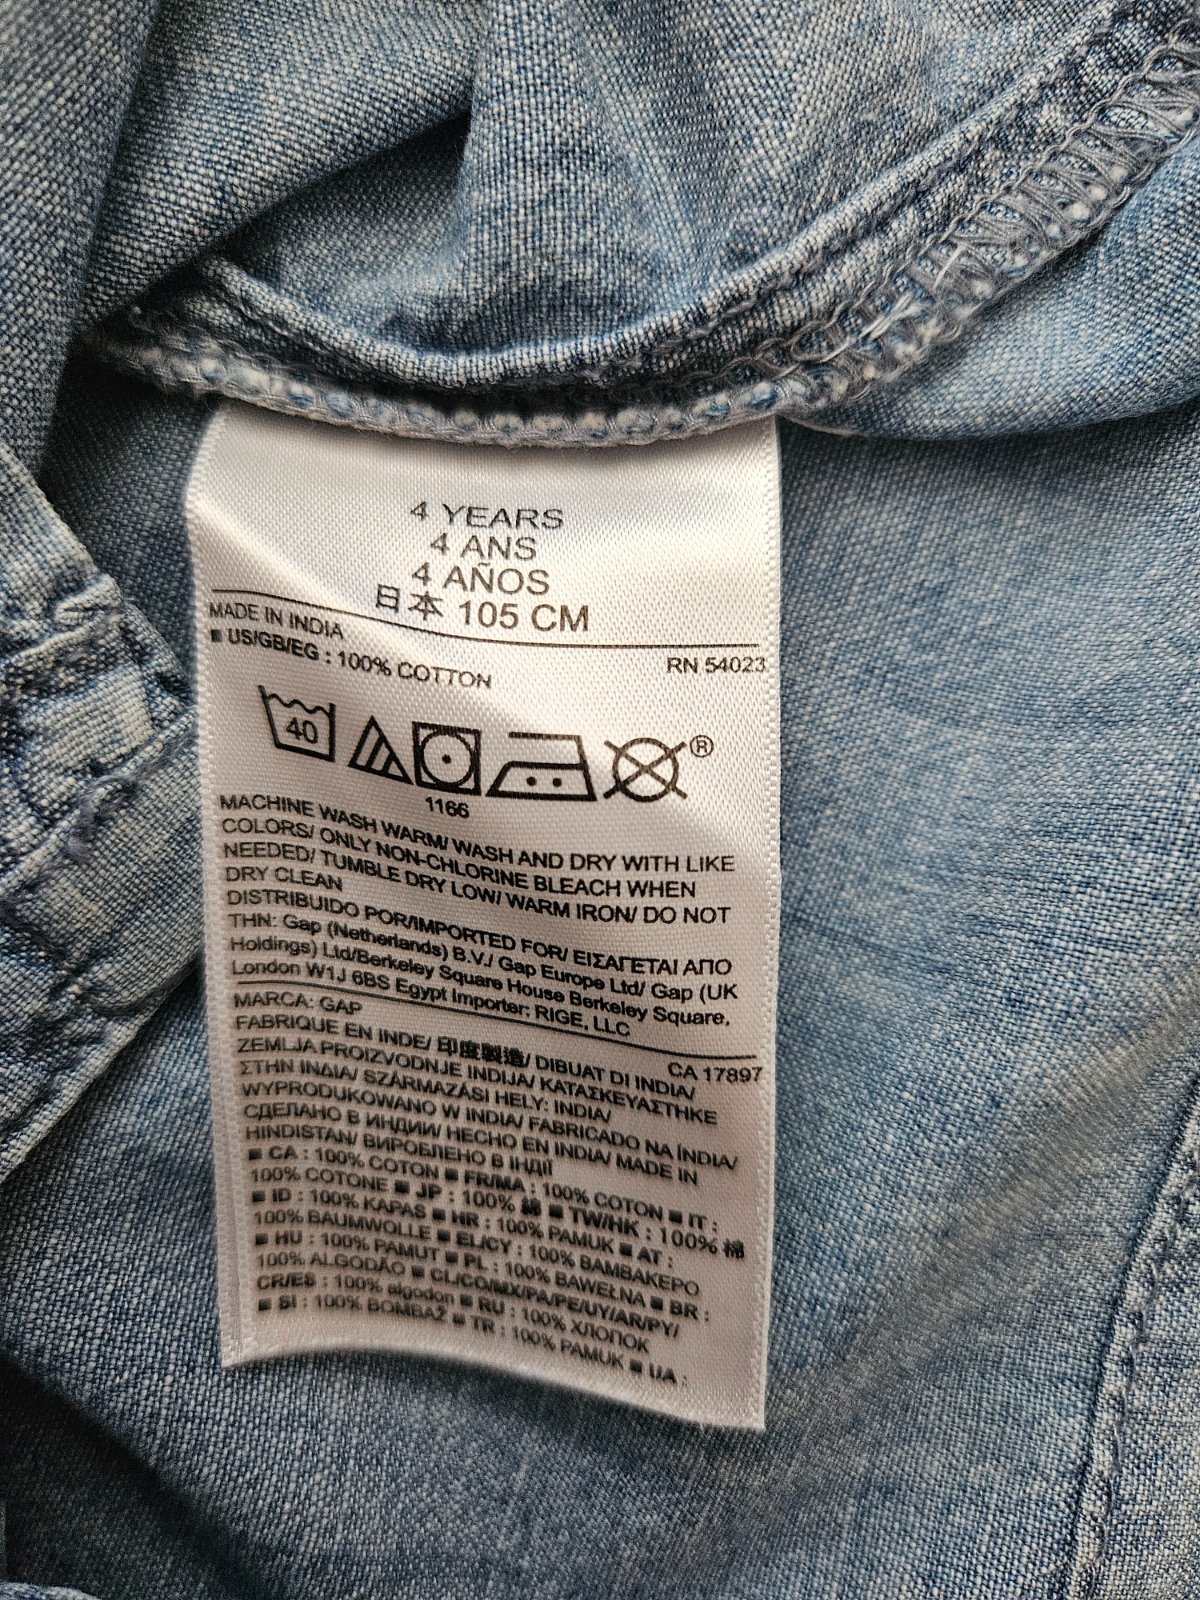 4 YEARS
4 ANS
4 AÑOS
日本 105 CM
MADE IN INDIA
RN 54023
■ US/GB/EG : 100% COTTON
40
®
1166
MACHINE WASH WARM/ WASH AND DRY WITH LIKE
COLORS/ ONLY NON-CHLORINE BLEACH WHEN
NEEDED/ TUMBLE DRY LOW/ WARM IRON/ DO NOT
DRY CLEAN
DISTRIBUIDO POR/IMPORTED FOR/ ΕΙΣΑΓΕΤΑΙ ΑΠΟ
ΤΗΝ: Gap (Netherlands) B.V./ Gap Europe Ltd/ Gap (UK
Holdings) Ltd/Berkeley Square House Berkeley Square,
London W1J 6BS Egypt Importer; RIGE, LLC
MARCA: GAP
CA 17897
FABRIQUE EN INDE/ 印度製造/ DIBUAT DI INDIA/
ZEMLJA PROIZVODNJE INDIJA/ ΚΑΤΑΣΚΕΥΑΣΤΗΚΕ
ΣΤΗΝ ΙΝΔΙΑ/ SZÁRMAZÁSI HELY: INDIA/
WYPRODUKOWANO W INDIA/ FABRICADO NA ÍNDIA/
СДЕЛАНО В ИНДИИ/ HECHO EN INDIA/ MADE IN
HINDISTAN/ ВИРОБЛЕНО В ІНДІЇ
■ CA : 100% COTON ■ FR/MA : 100% COTON ■ IT :
100% COTONE ■ JP : 100% 綿 ■ TW/HK : 100% 棉
■ ID : 100% KAPAS ■ HR : 100% PAMUK ■ AT :
100% BAUMWOLLE ■ EL/CY : 100% ΒΑΜΒΑΚΕΡΟ
■ HU : 100% PAMUT ■ PL : 100% BAWEŁNA ■ BR :
100% ALGODÃO ■ CL/CO/MX/PA/PE/UY/AR/PY/
CR/ES : 100% algodon ■ RU : 100% ХЛОПОК
■ SI : 100% BOMBAŽ ■ TR : 100% PAMUK ■ UA :